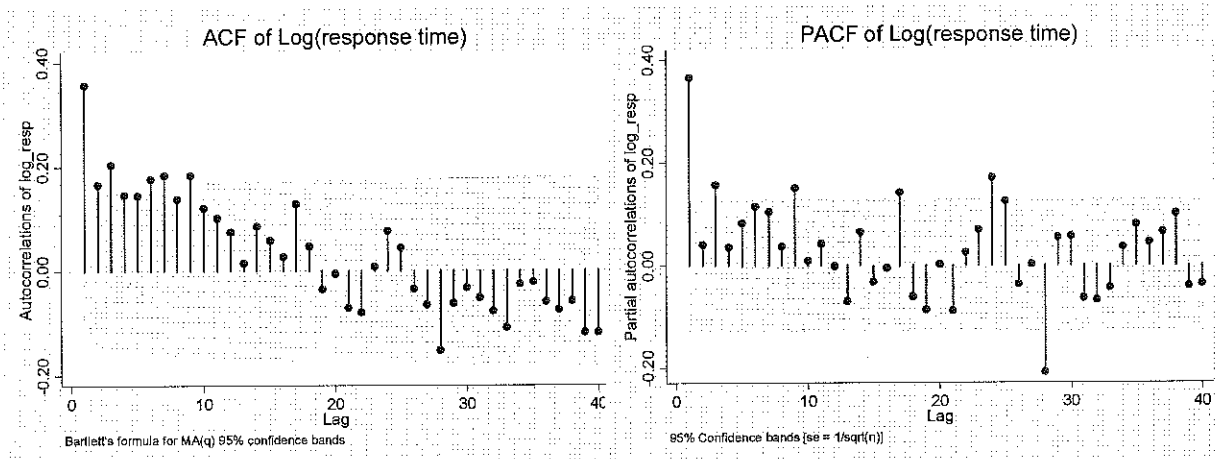 ACF of Log(response time)
Autocorrelations of log_resp
0.40
0.20
0.00
-0.20
0
10
20
30
40
Lag
Bartlett's formula for MA(q) 95% confidence bands
PACF of Log(response time)
Partial autocorrelations of log_resp
0.40
0.20
0.00
-0.20
0
10
20
30
40
Lag
95% Confidence bands [se = 1/sqrt(n)]